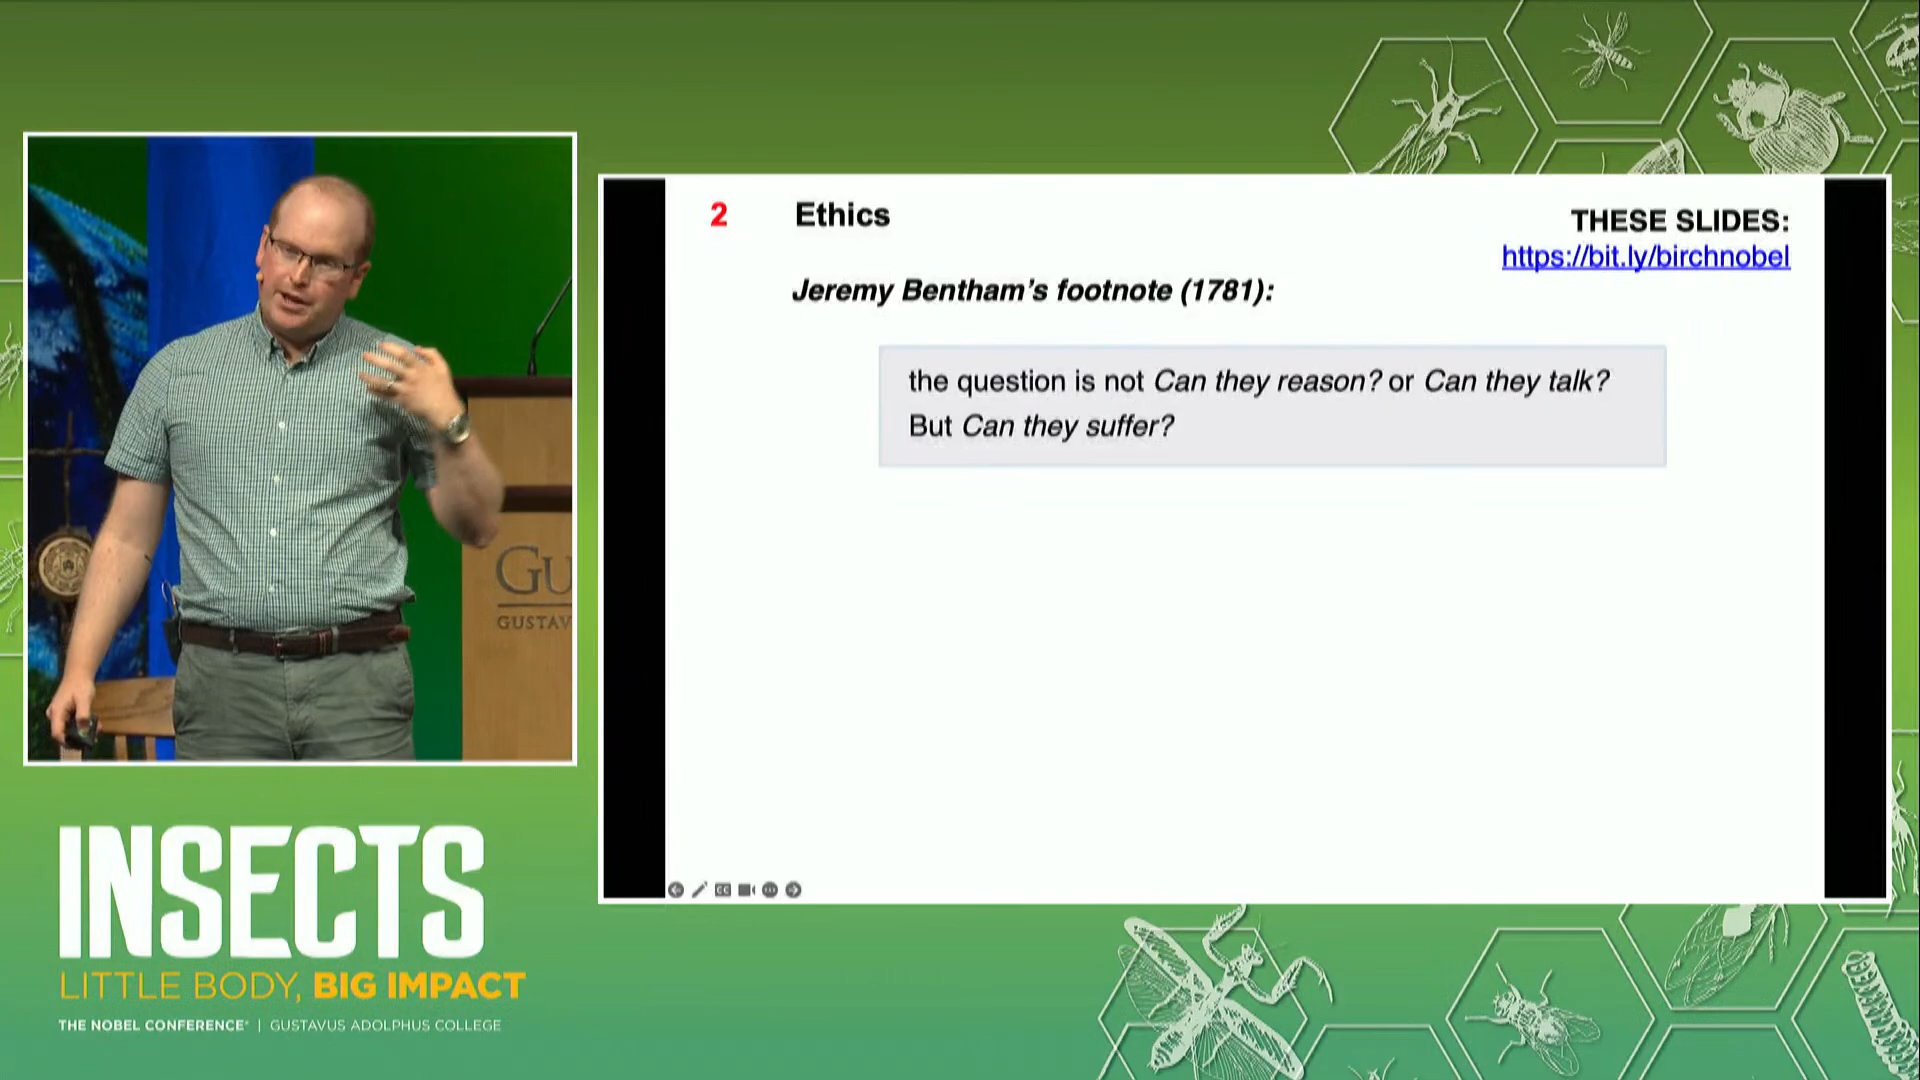 2 Ethics
THESE SLIDES:
https://bit.ly/birchnobel
Jeremy Bentham's footnote (1781):
the question is not Can they reason? or Can they talk?
But Can they suffer?
GU
GUSTAV
INSECTS
LITTLE BODY, BIG IMPACT
THE NOBEL CONFERENCE® | GUSTAVUS ADOLPHUS COLLEGE